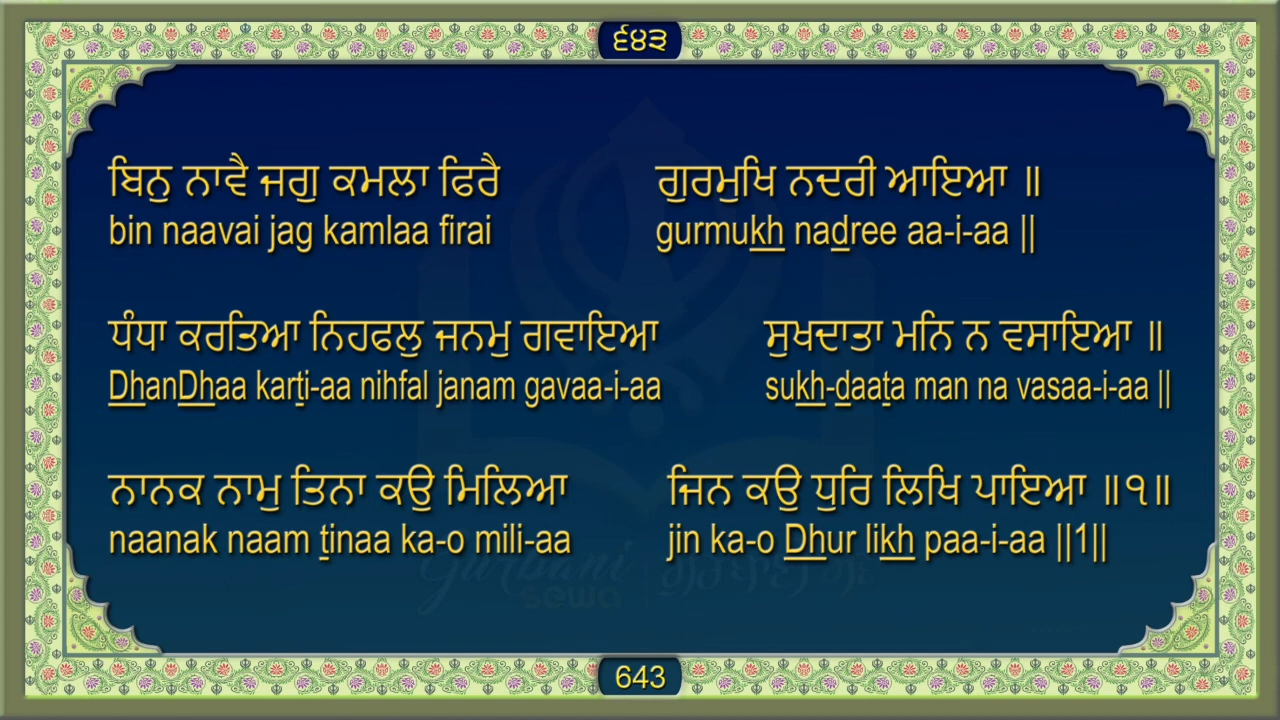 ੬੪੩
ਬਿਨੁ ਨਾਵੈ ਜਗੁ ਕਮਲਾ ਫਿਰੈ ਗੁਰਮੁਖਿ ਨਦਰੀ ਆਇਆ ॥
bin naavai jag kamlaa firai gurmukh nadree aa-i-aa ||
ਧੰਧਾ ਕਰਤਿਆ ਨਿਹਫਲੁ ਜਨਮੁ ਗਵਾਇਆ ਸੁਖਦਾਤਾ ਮਨਿ ਨ ਵਸਾਇਆ ॥
DhanDhaa karti-aa nihfal janam gavaa-i-aa sukh-daata man na vasaa-i-aa ||
ਨਾਨਕ ਨਾਮੁ ਤਿਨਾ ਕਉ ਮਿਲਿਆ ਜਿਨ ਕਉ ਧੁਰਿ ਲਿਖਿ ਪਾਇਆ ॥੧॥
naanak naam tinaa ka-o mili-aa jin ka-o Dhur likh paa-i-aa ||1||
Gurbani sewa
643